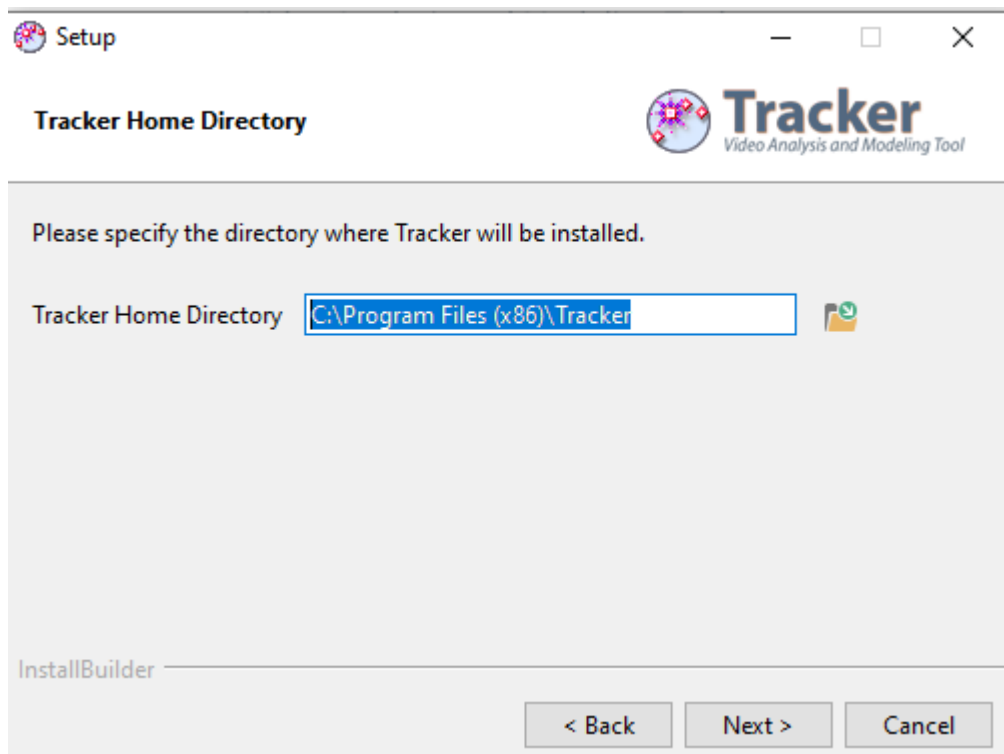 Setup
Tracker Home Directory
Tracker
Video Analysis and Modeling Tool
Please specify the directory where Tracker will be installed.
Tracker Home Directory C:\Program Files (x86)\Tracker
InstallBuilder
< Back Next > Cancel